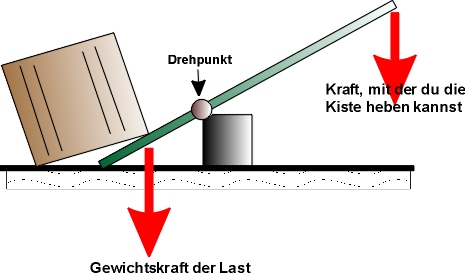 Drehpunkt
Kraft, mit der du die
Kiste heben kannst
Gewichtskraft der Last